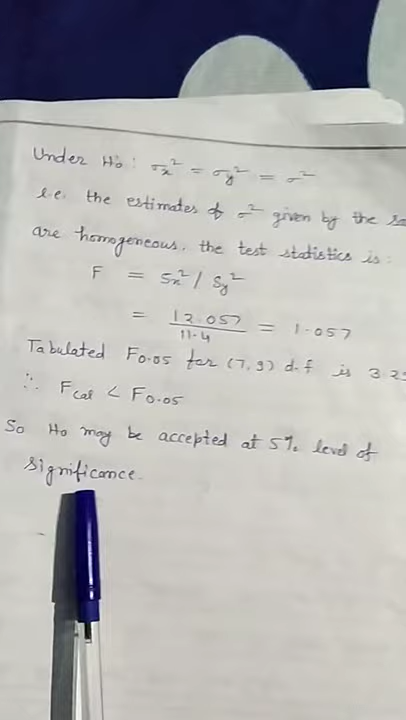 Under H₀: σx² = σy² = σ²
i.e. the estimates of σ² given by the
are homogeneous, the test statistics is:
F = Sx² / Sy²
= 12.057 / 11.4 = 1.057
Tabulated F0.05 for (7, 9) d.f is 3.2
∴ Fcal < F0.05
So H₀ may be accepted at 5% level of
significance.